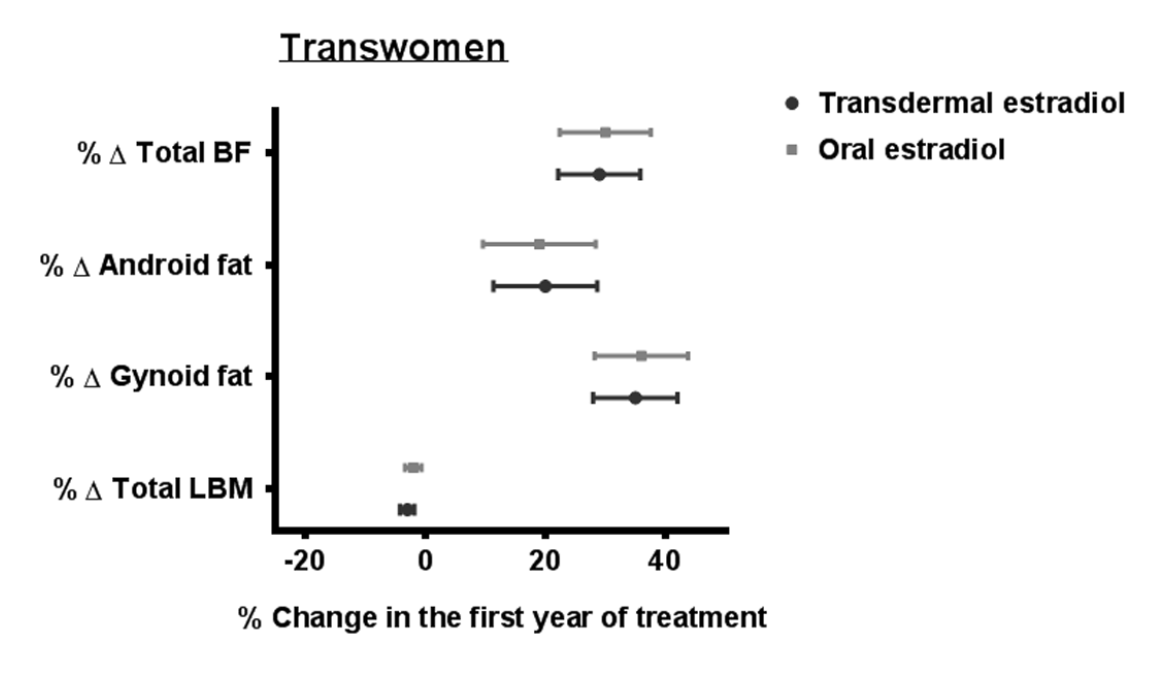 Transwomen
Transdermal estradiol
Oral estradiol
% Δ Total BF
% Δ Android fat
% Δ Gynoid fat
% Δ Total LBM
-20 0 20 40
% Change in the first year of treatment